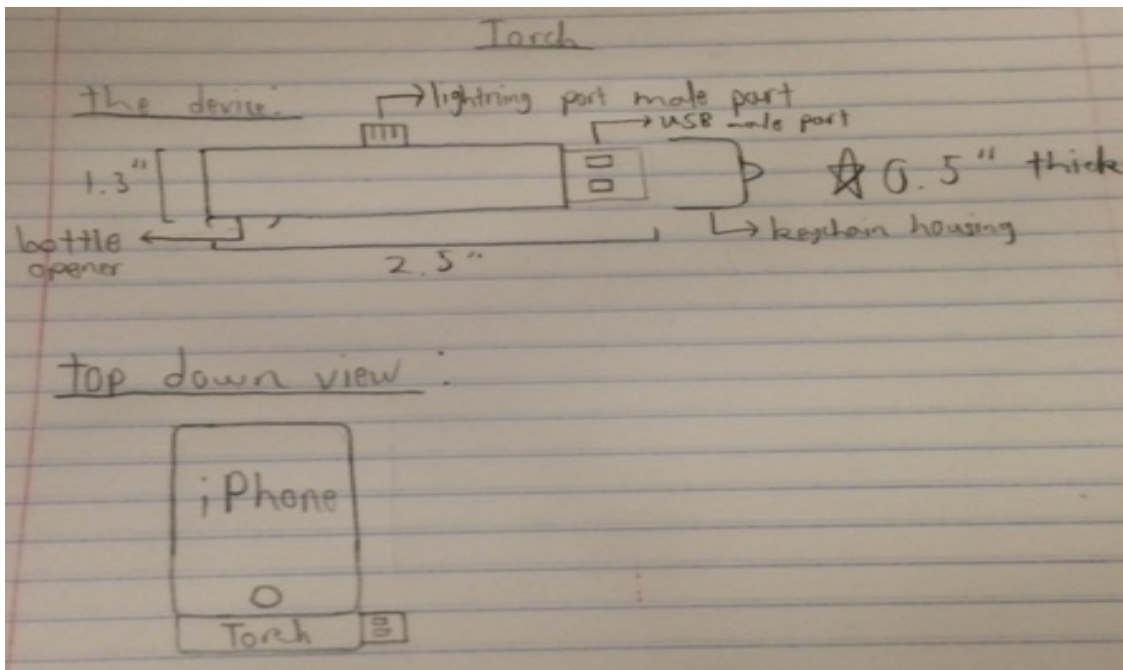 Torch
the device:
lightning port male part
USB male part
1.3"
☆ 0.5" thick
bottle
opener
keychain housing
2.5"
top down view:
iPhone
Torch